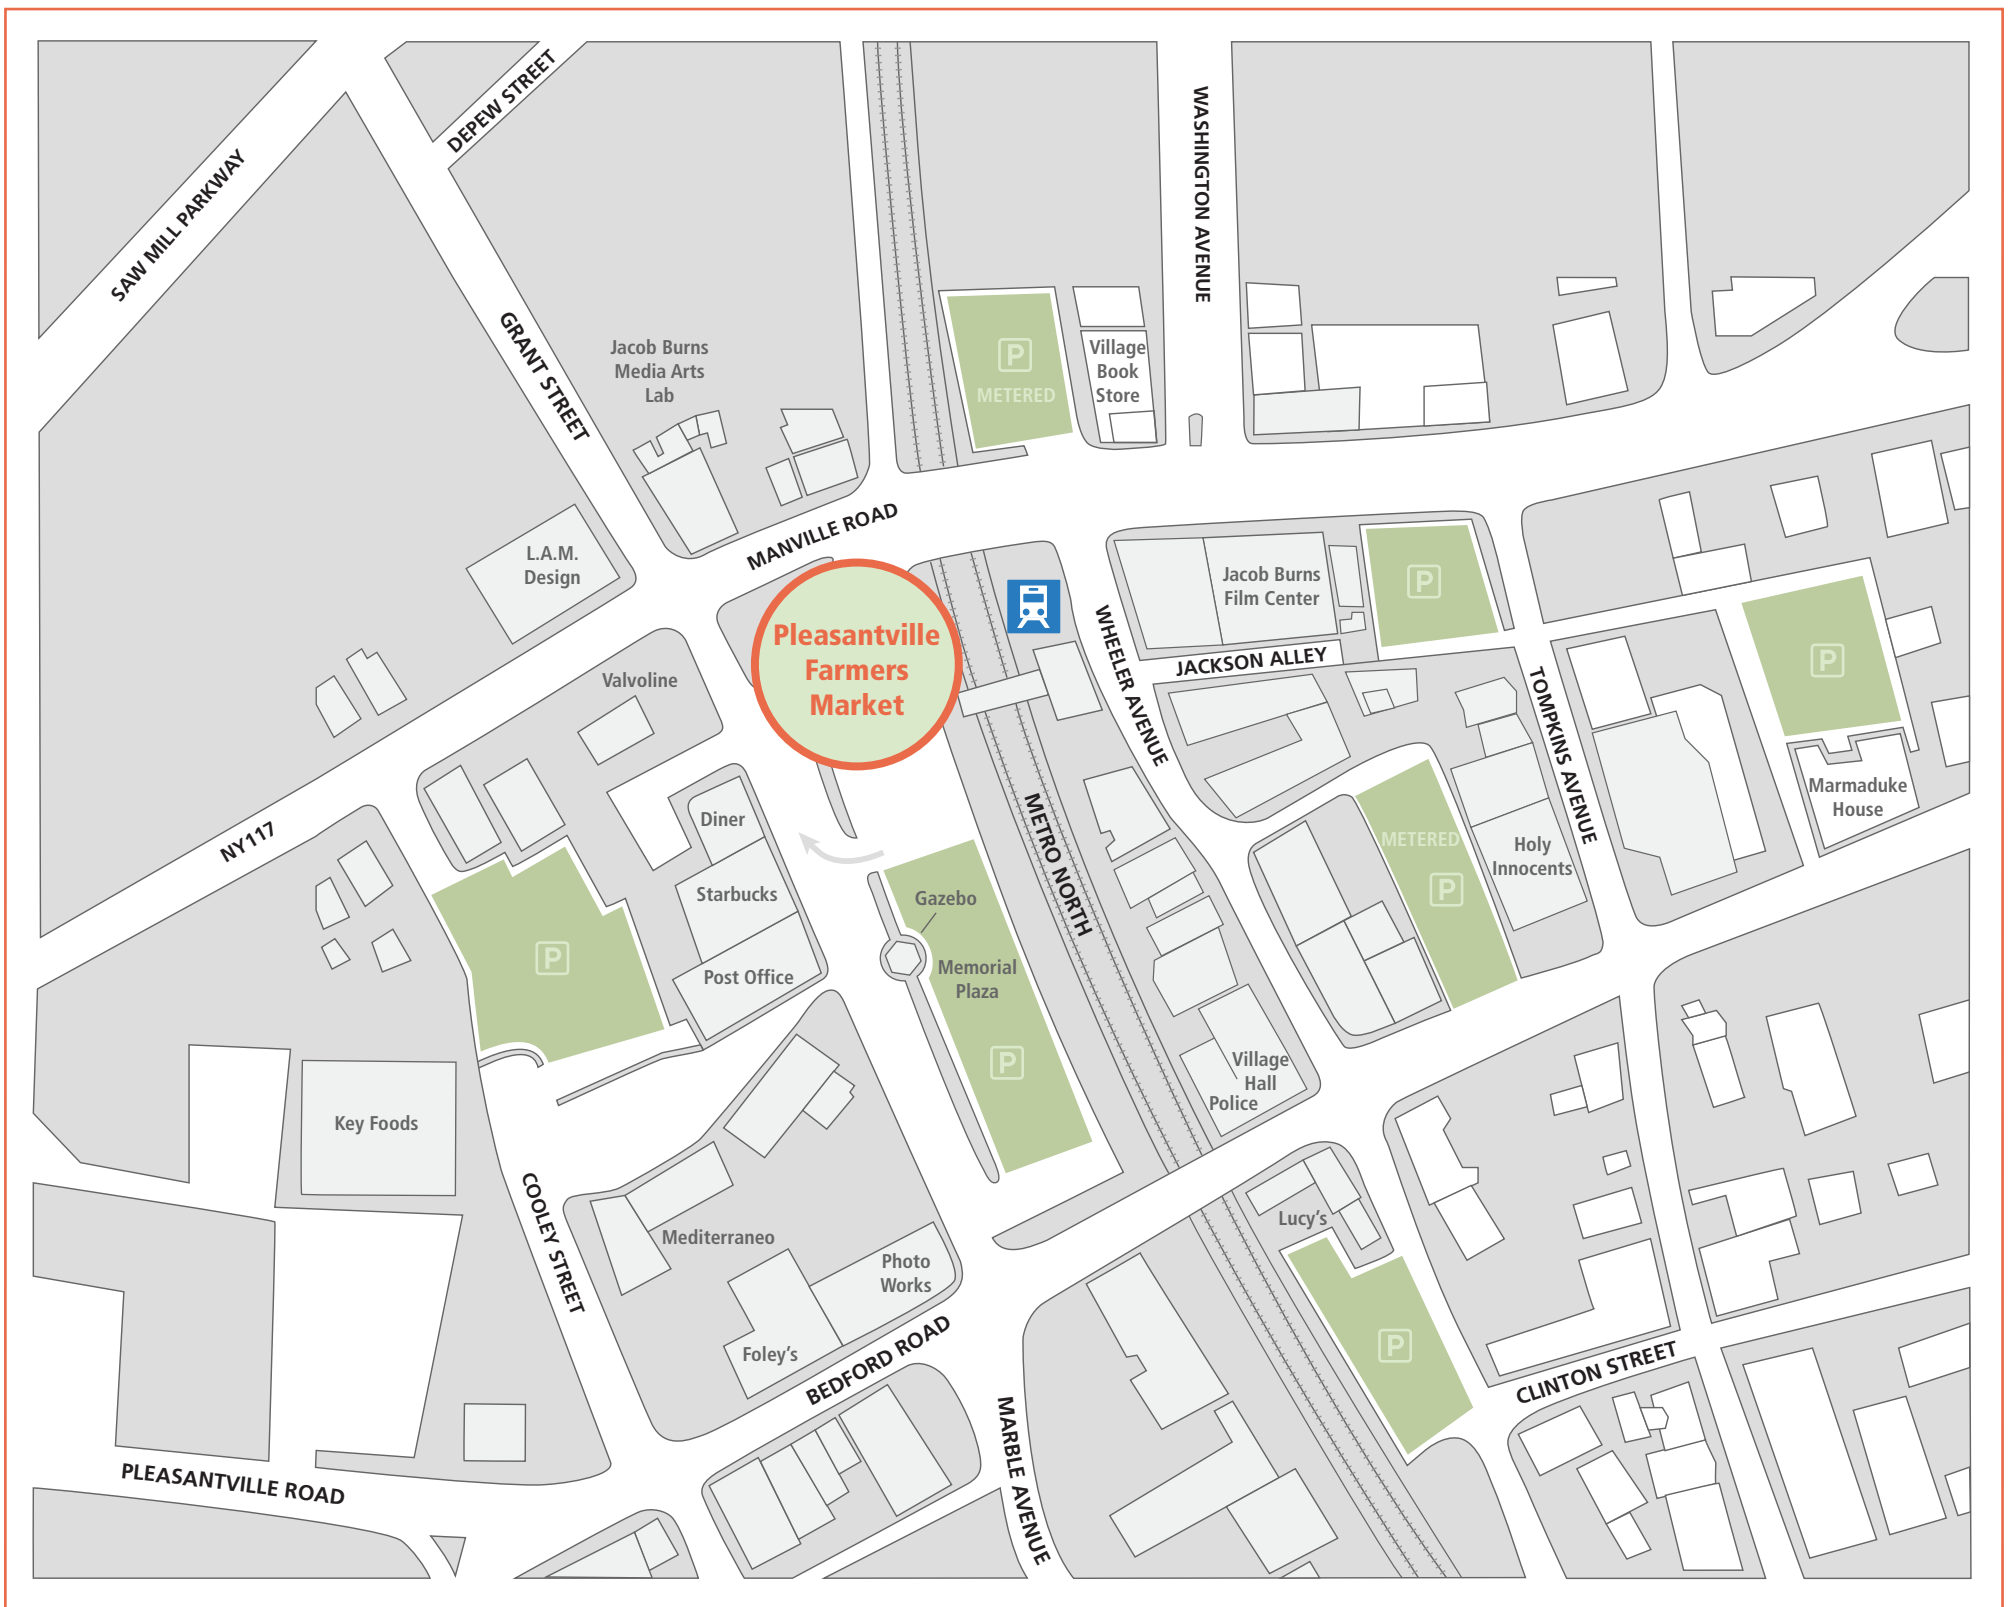 DEPEW STREET
SAW MILL PARKWAY
WASHINGTON AVENUE
GRANT STREET
Jacob Burns
Media Arts
Lab
P
METERED
Village
Book
Store
MANVILLE ROAD
L.A.M.
Design
Jacob Burns
Film Center
P
Pleasantville
Farmers
Market
WHEELER AVENUE
JACKSON ALLEY
P
TOMPKINS AVENUE
Valvoline
Marmaduke
House
NY117
Diner
METRO NORTH
METERED
P
Holy
Innocents
Starbucks
Gazebo
P
Post Office
Memorial
Plaza
P
Village
Hall
Police
Key Foods
COOLEY STREET
Mediterraneo
Lucy's
Photo
Works
Foley's
P
BEDFORD ROAD
CLINTON STREET
MARBLE AVENUE
PLEASANTVILLE ROAD